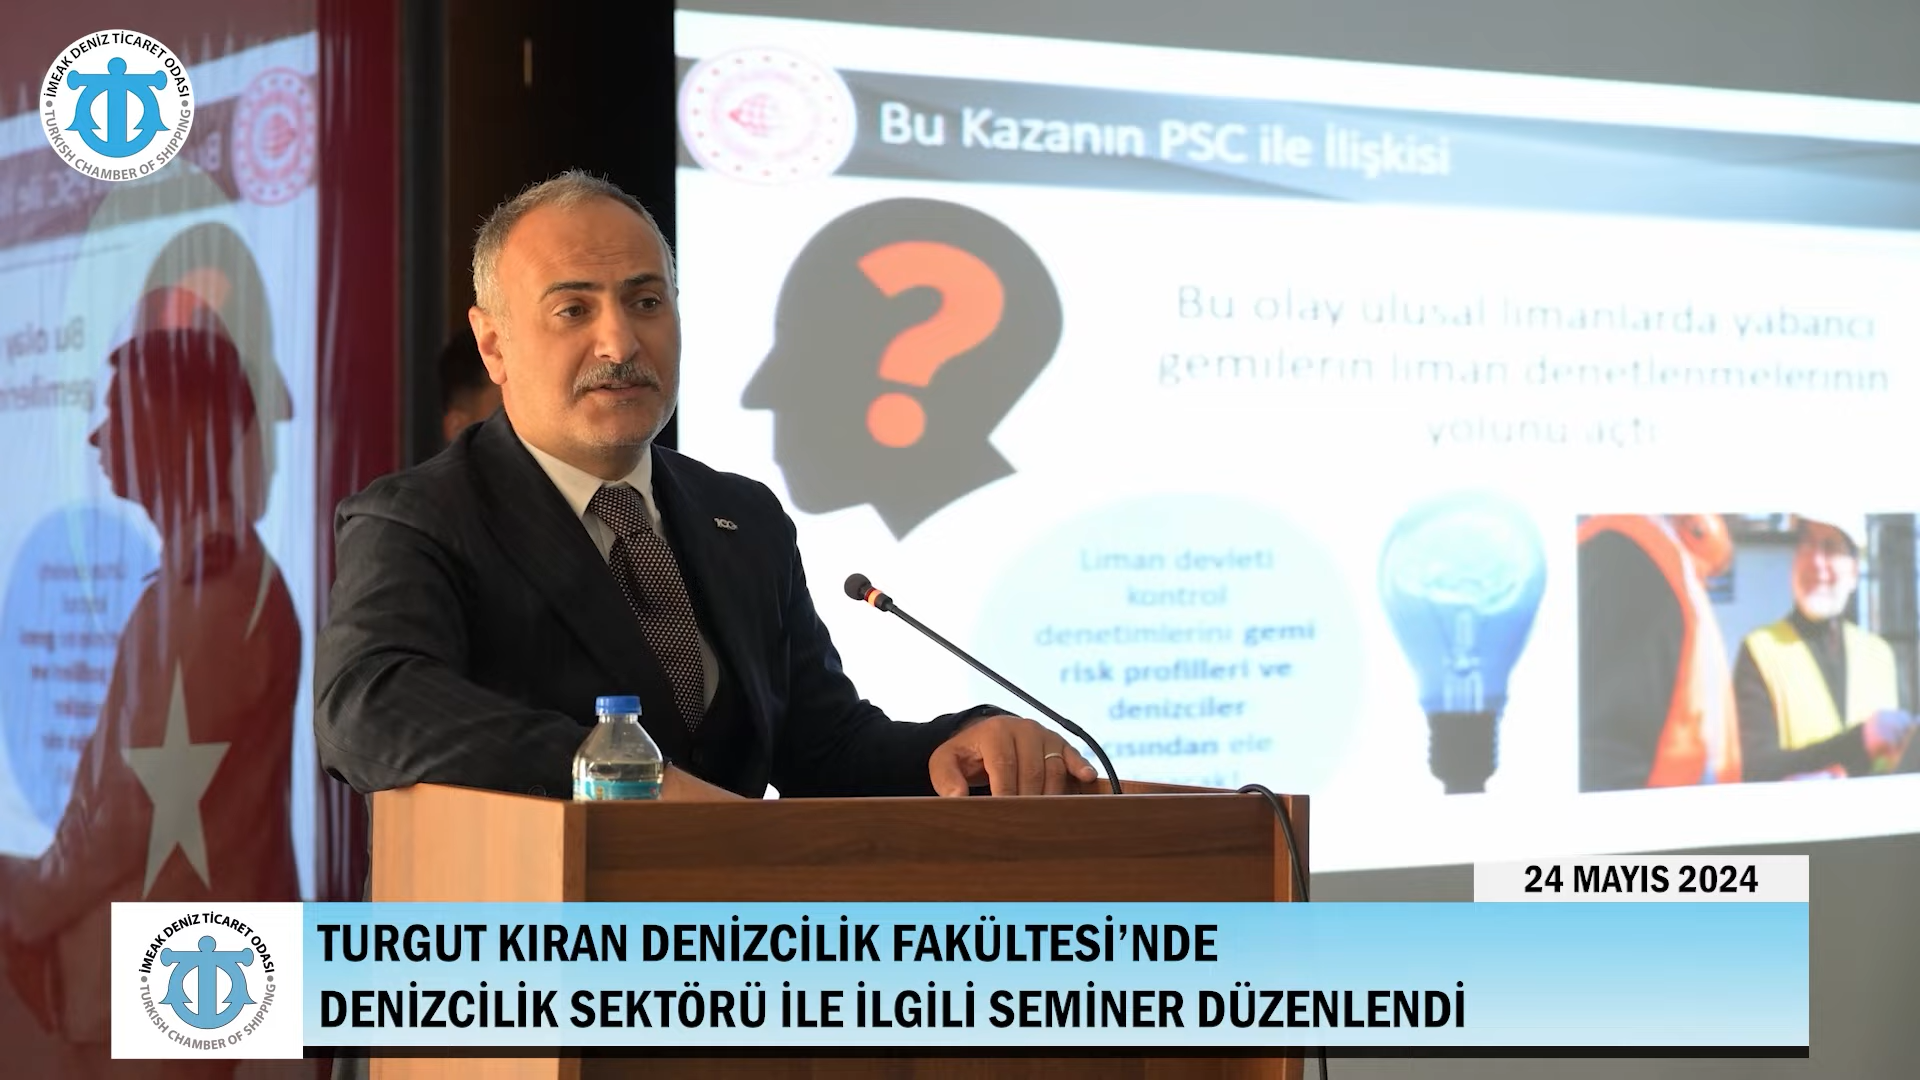 İMEAK DENİZ TİCARET ODASI
TURKISH CHAMBER OF SHIPPING
Bu Kazanın PSC ile İlişkisi
Bu olay ulusal limanlarda yabancı
gemilerin liman denetlenmelerinin
yolunu açtı
Liman devleti
kontrol
denetimlerini gemi
risk profilleri ve
denizciler
açısından ele
24 MAYIS 2024
İMEAK DENİZ TİCARET ODASI
TURKISH CHAMBER OF SHIPPING
TURGUT KIRAN DENİZCİLİK FAKÜLTESİ’NDE
DENİZCİLİK SEKTÖRÜ İLE İLGİLİ SEMİNER DÜZENLENDİ